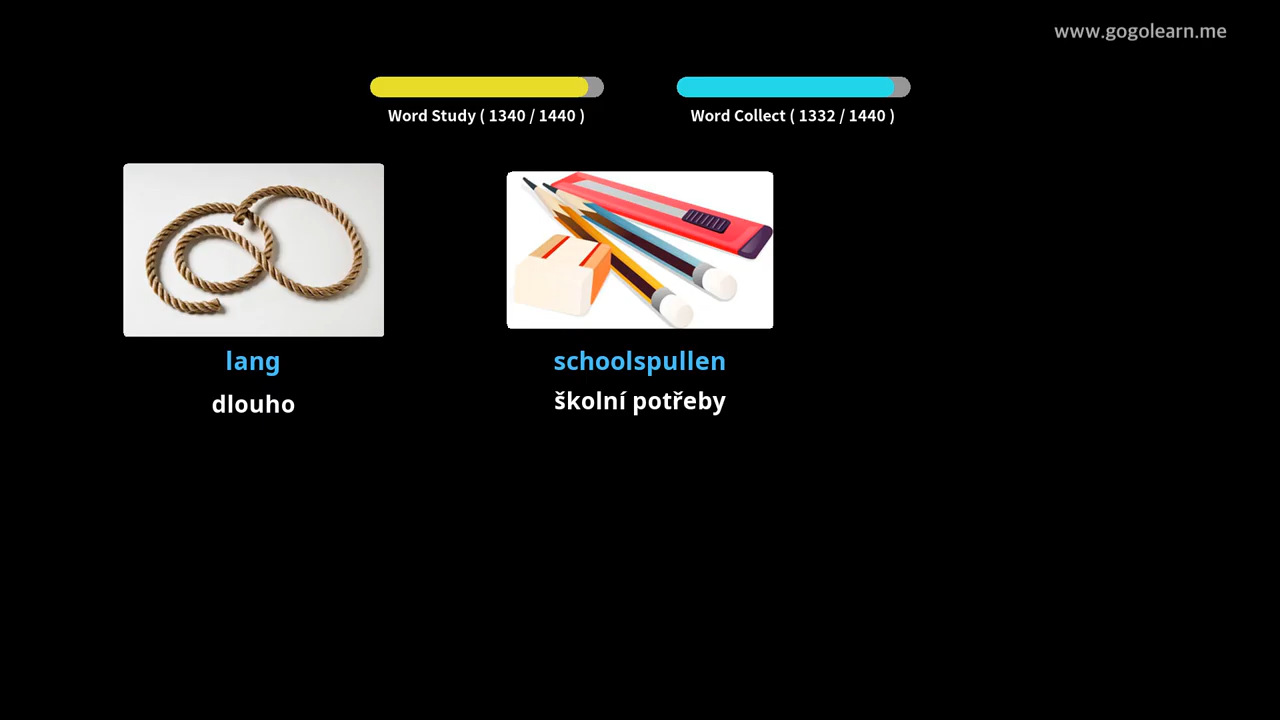 www.gogolearn.me
Word Study ( 1340 / 1440 )
Word Collect ( 1332 / 1440 )
lang
dlouho
schoolspullen
školní potřeby